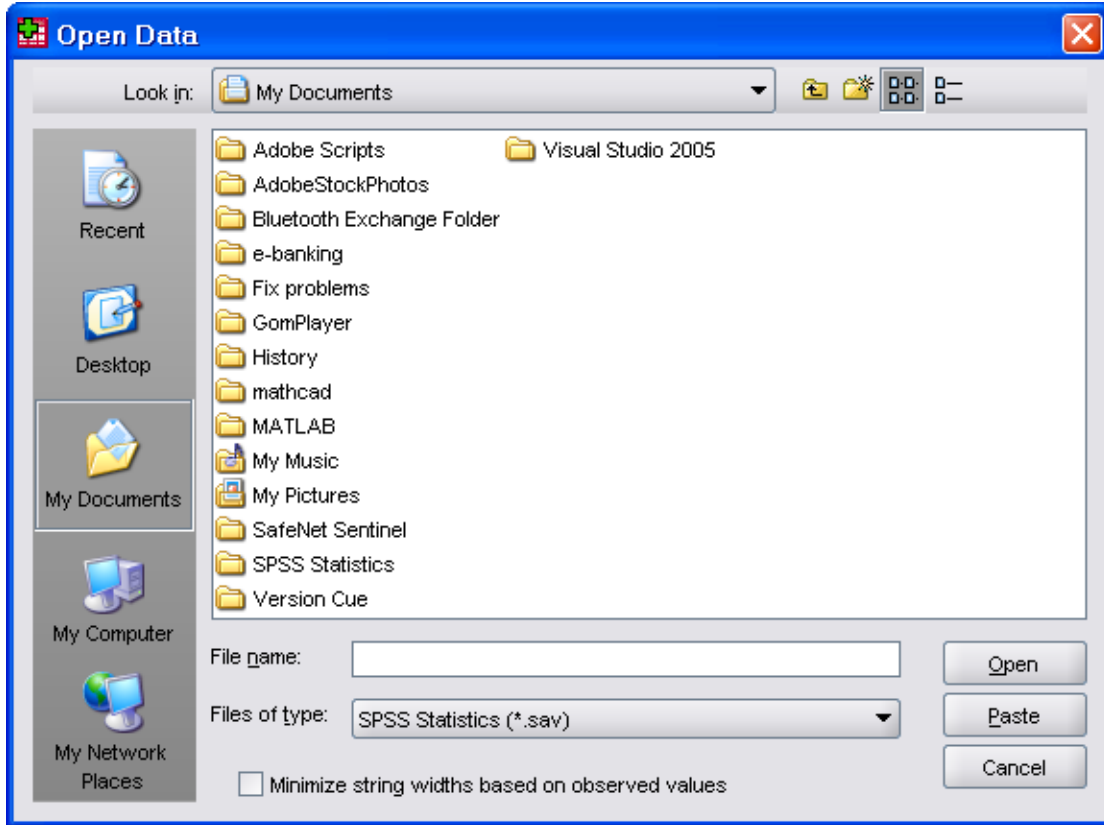 Open Data
Look in: My Documents
Recent
Desktop
My Documents
My Computer
My Network
Places
Adobe Scripts
AdobeStockPhotos
Bluetooth Exchange Folder
e-banking
Fix problems
GomPlayer
History
mathcad
MATLAB
My Music
My Pictures
SafeNet Sentinel
SPSS Statistics
Version Cue
Visual Studio 2005
File name:
Open
Files of type: SPSS Statistics (*.sav)
Paste
Minimize string widths based on observed values
Cancel